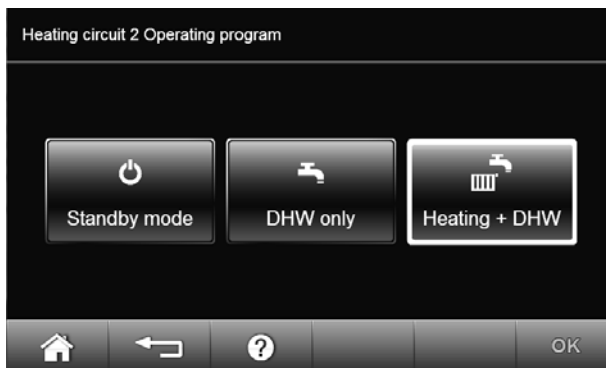 Heating circuit 2 Operating program
Standby mode
DHW only
Heating + DHW
?
OK